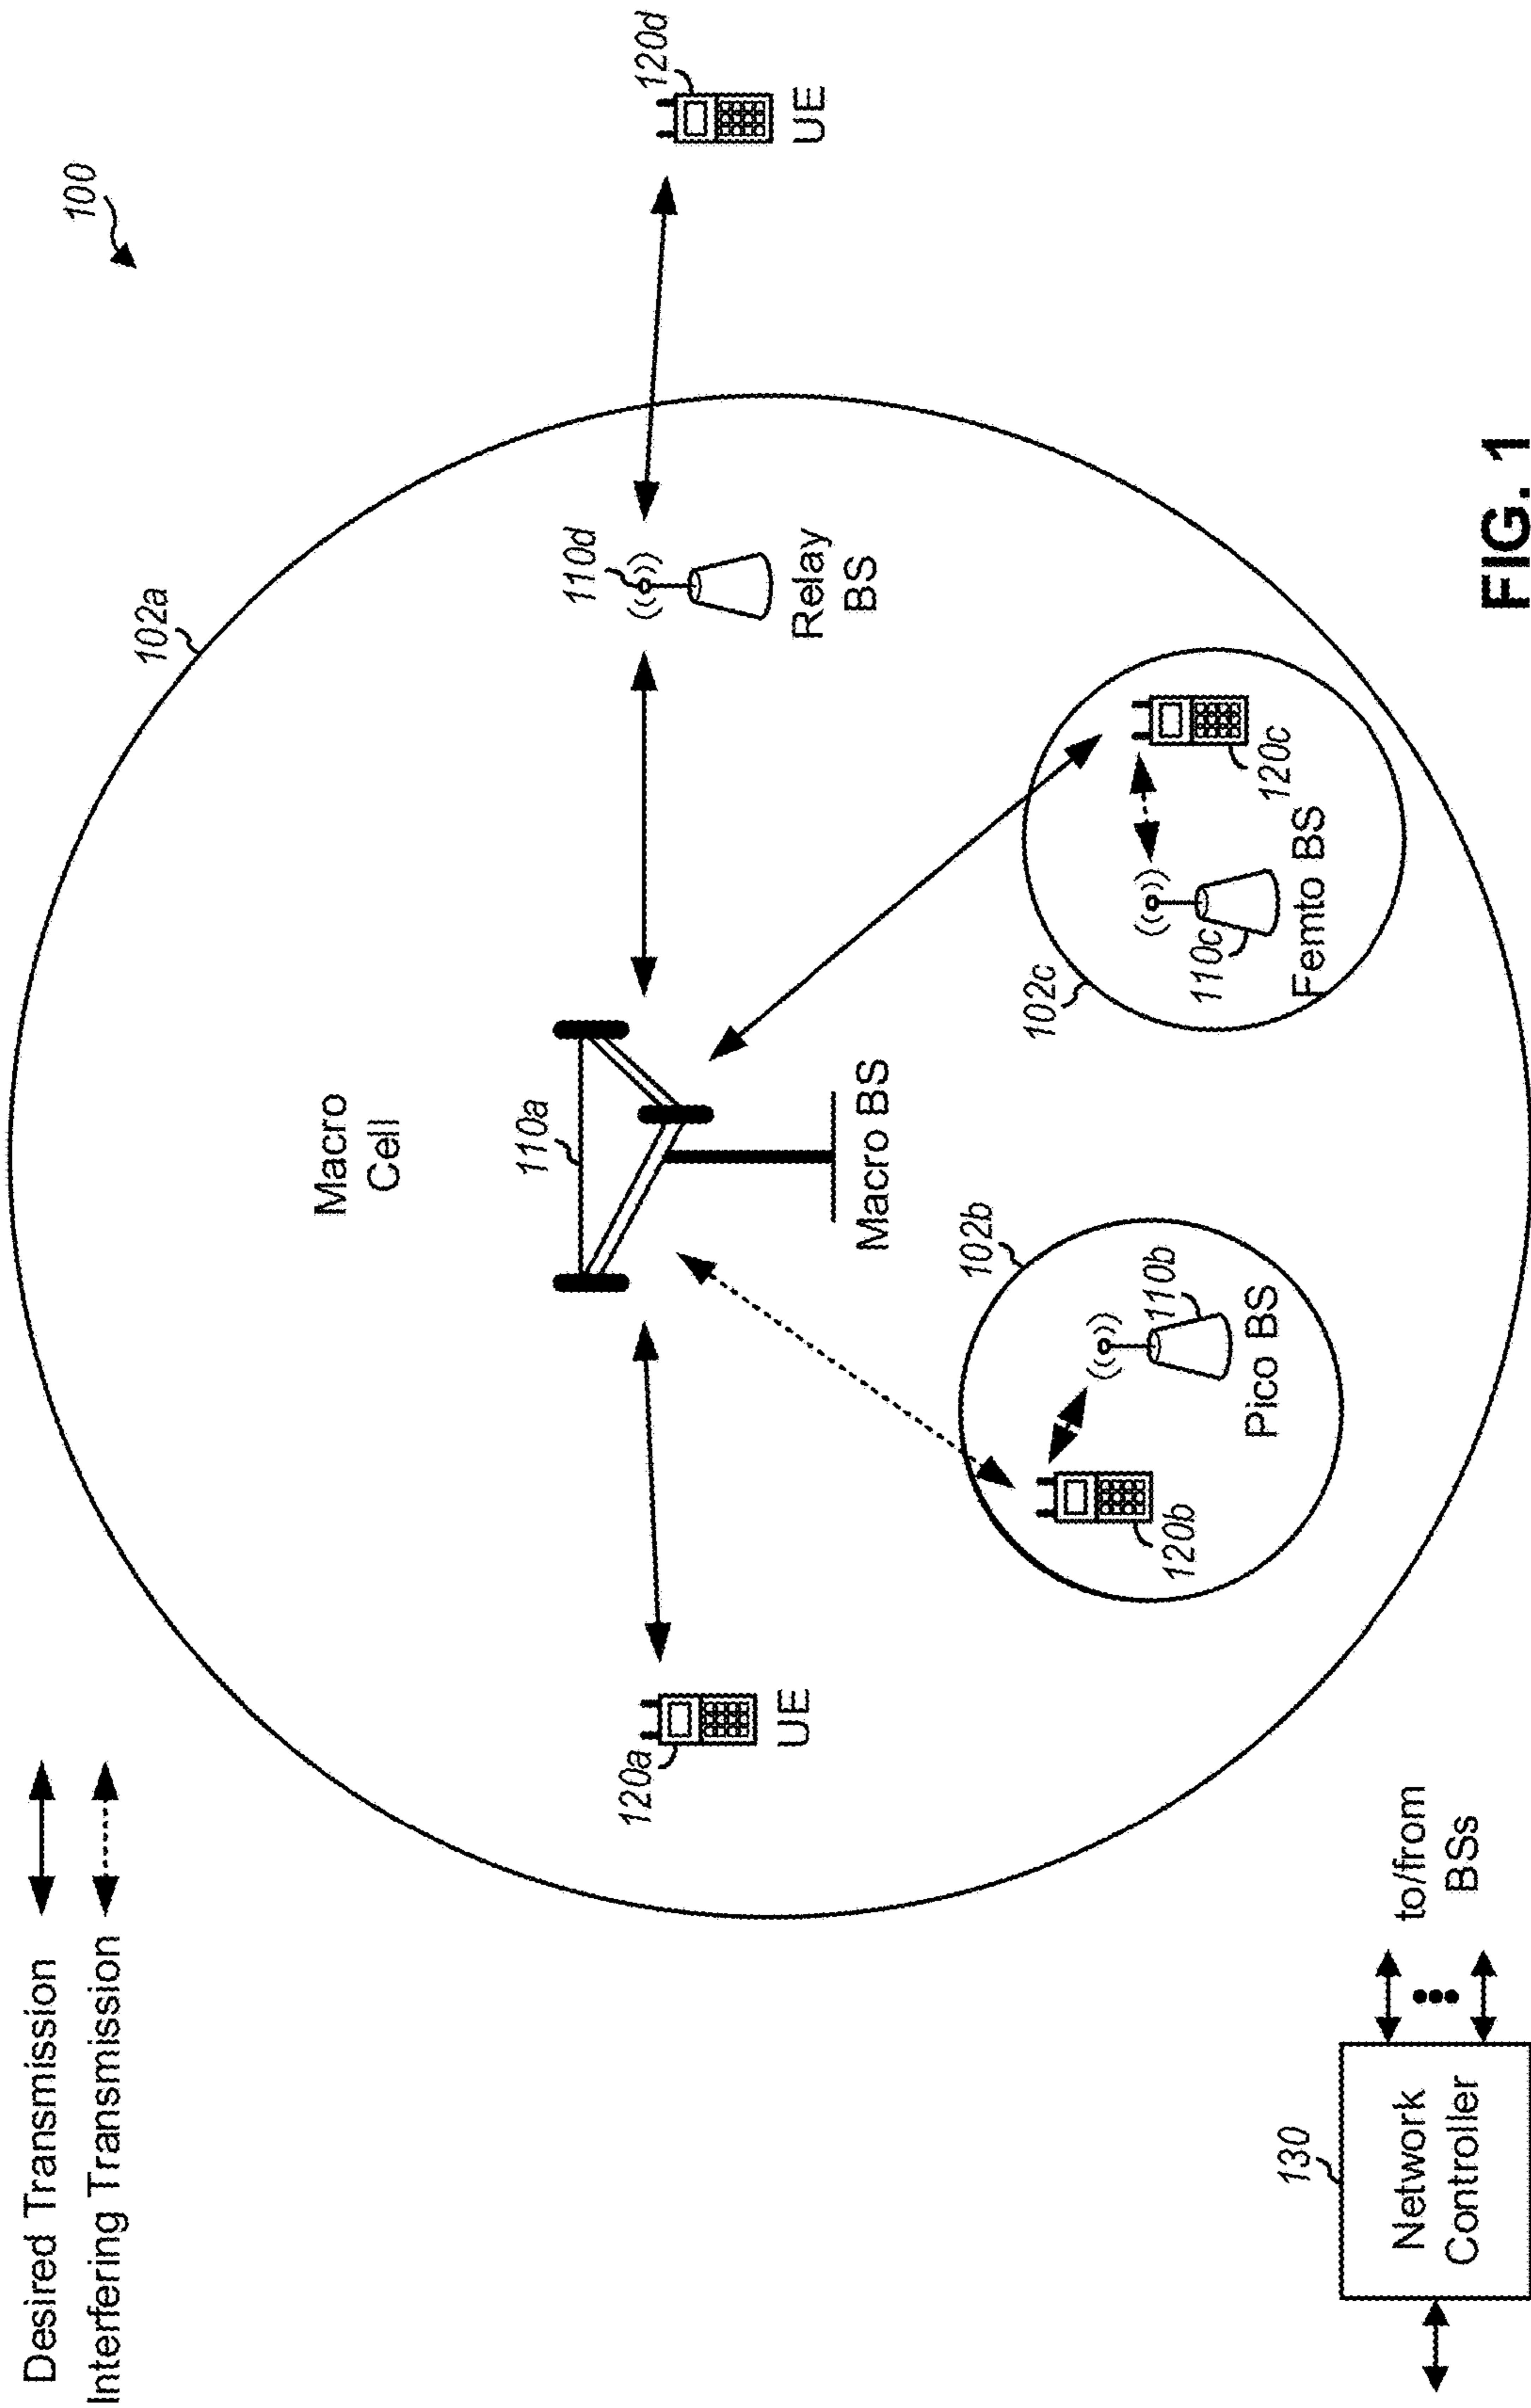 Desired Transmission
Interfering Transmission
100
102a
Macro
Cell
110a
Macro BS
120a
UE
110d
Relay
BS
120d
UE
102b
110b
Pico BS
120b
102c
110c
Femto BS
120c
130
Network
Controller
to/from
BSs
FIG. 1